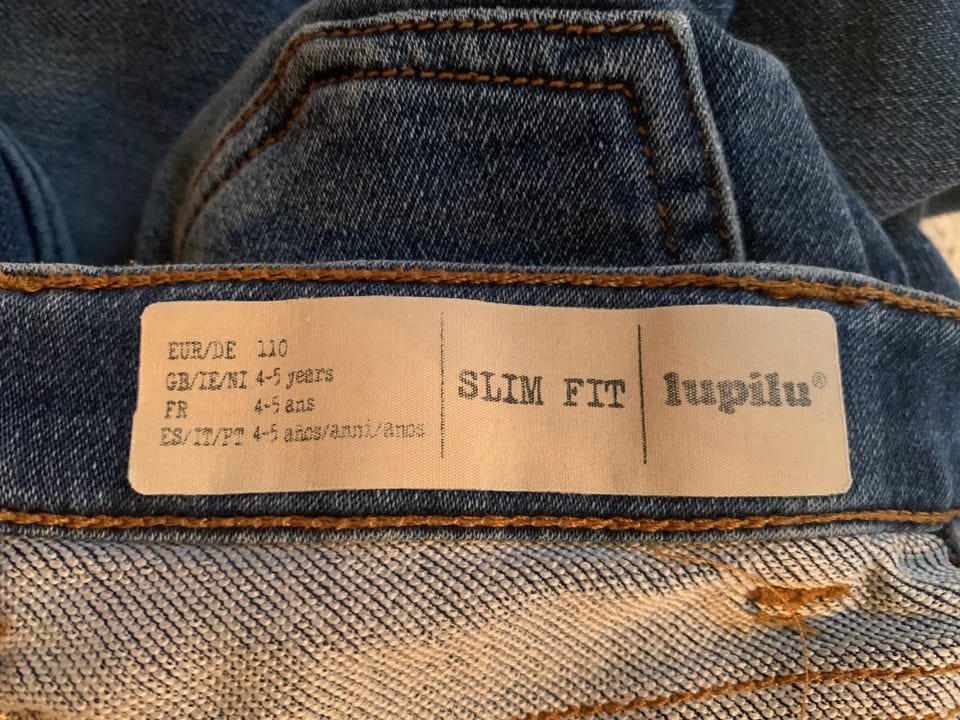 EUR/DE 110
GB/IE/NI 4-5 years
FR 4-5 ans
ES/IT/PT 4-5 años/anni/anos
SLIM FIT
lupilu®